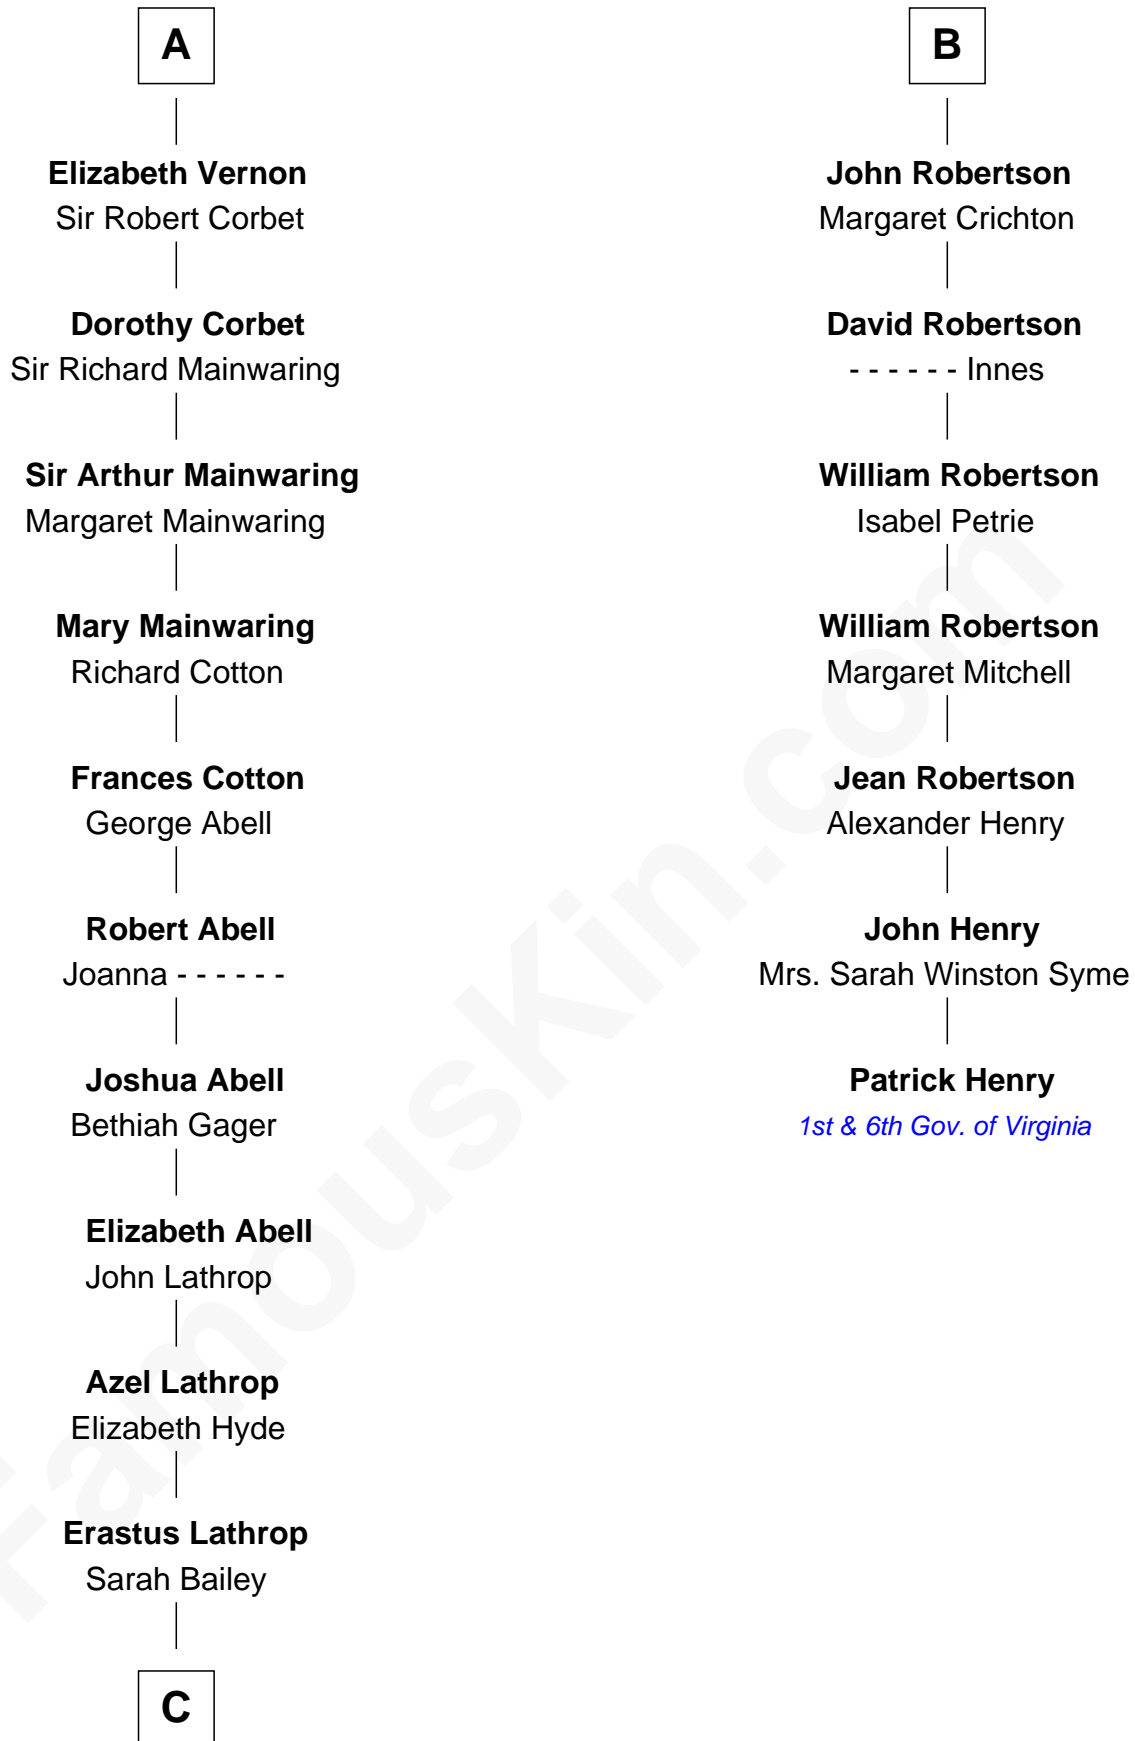 A
Elizabeth Vernon
Sir Robert Corbet
Dorothy Corbet
Sir Richard Mainwaring
Sir Arthur Mainwaring
Margaret Mainwaring
Mary Mainwaring
Richard Cotton
Frances Cotton
George Abell
Robert Abell
Joanna - - - - - -
Joshua Abell
Bethiah Gager
Elizabeth Abell
John Lathrop
Azel Lathrop
Elizabeth Hyde
Erastus Lathrop
Sarah Bailey
C
B
John Robertson
Margaret Crichton
David Robertson
- - - - - - Innes
William Robertson
Isabel Petrie
William Robertson
Margaret Mitchell
Jean Robertson
Alexander Henry
John Henry
Mrs. Sarah Winston Syme
Patrick Henry
1st & 6th Gov. of Virginia
FamousKin.com